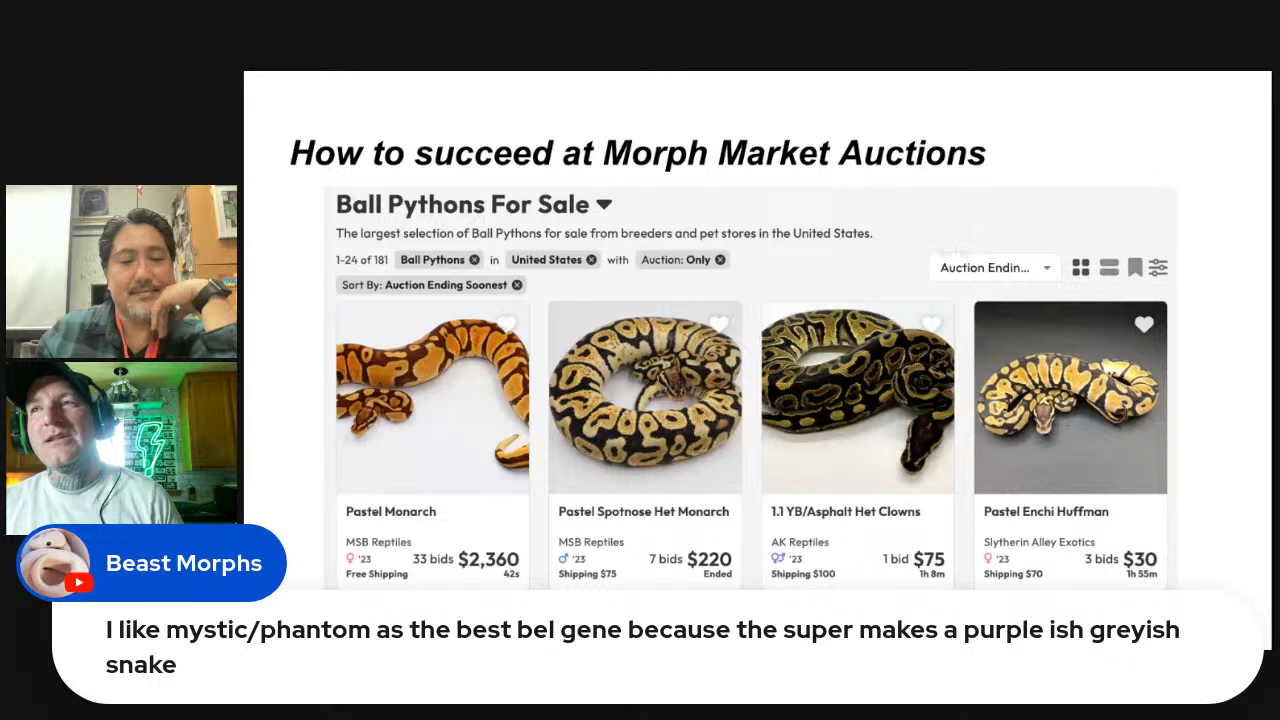 How to succeed at Morph Market Auctions
Ball Pythons For Sale
The largest selection of Ball Pythons for sale from breeders and pet stores in the United States.
1-24 of 181 Ball Pythons in United States with Auction: Only
Auction Endin...
Sort By: Auction Ending Soonest
Pastel Monarch
MSB Reptiles
♀ '23 33 bids $2,360
Free Shipping 42s
Pastel Spotnose Het Monarch
MSB Reptiles
♂ '23 7 bids $220
Shipping $75 Ended
1.1 YB/Asphalt Het Clowns
AK Reptiles
'23 1 bid $75
Shipping $100 1h 8m
Pastel Enchi Huffman
Slytherin Alley Exotics
♀ '23 3 bids $30
Shipping $70 1h 55m
Beast Morphs
I like mystic/phantom as the best bel gene because the super makes a purple ish greyish
snake